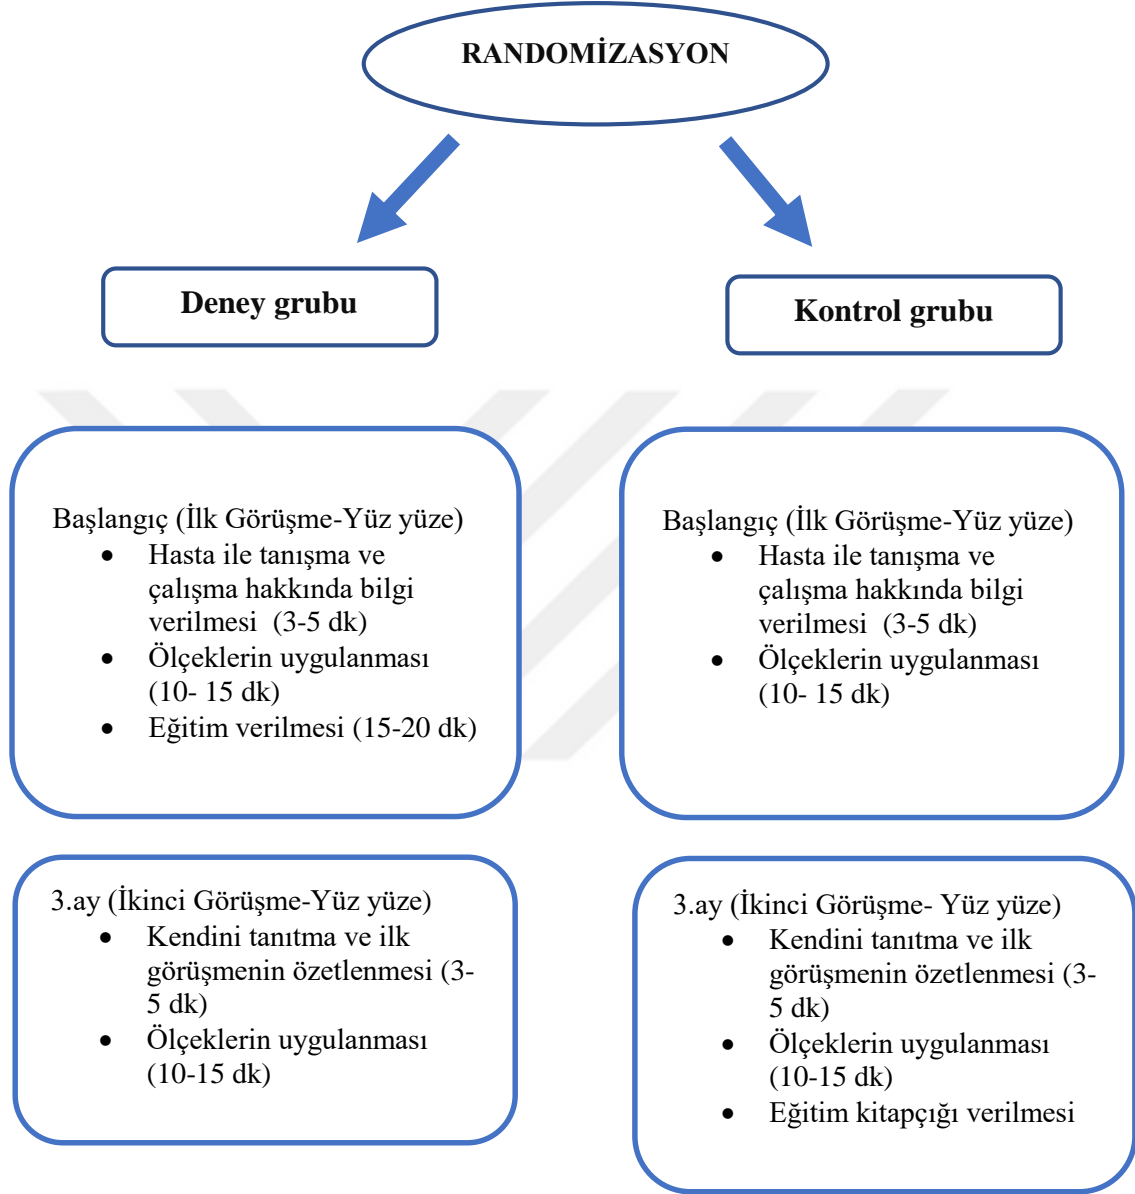 RANDOMİZASYON
Deney grubu
Kontrol grubu
Başlangıç (İlk Görüşme-Yüz yüze)
• Hasta ile tanışma ve
çalışma hakkında bilgi
verilmesi  (3-5 dk)
• Ölçeklerin uygulanması
(10- 15 dk)
• Eğitim verilmesi (15-20 dk)
Başlangıç (İlk Görüşme-Yüz yüze)
• Hasta ile tanışma ve
çalışma hakkında bilgi
verilmesi  (3-5 dk)
• Ölçeklerin uygulanması
(10- 15 dk)
3.ay (İkinci Görüşme-Yüz yüze)
• Kendini tanıtma ve ilk
görüşmenin özetlenmesi (3-
5 dk)
• Ölçeklerin uygulanması
(10-15 dk)
3.ay (İkinci Görüşme- Yüz yüze)
• Kendini tanıtma ve ilk
görüşmenin özetlenmesi (3-
5 dk)
• Ölçeklerin uygulanması
(10-15 dk)
• Eğitim kitapçığı verilmesi